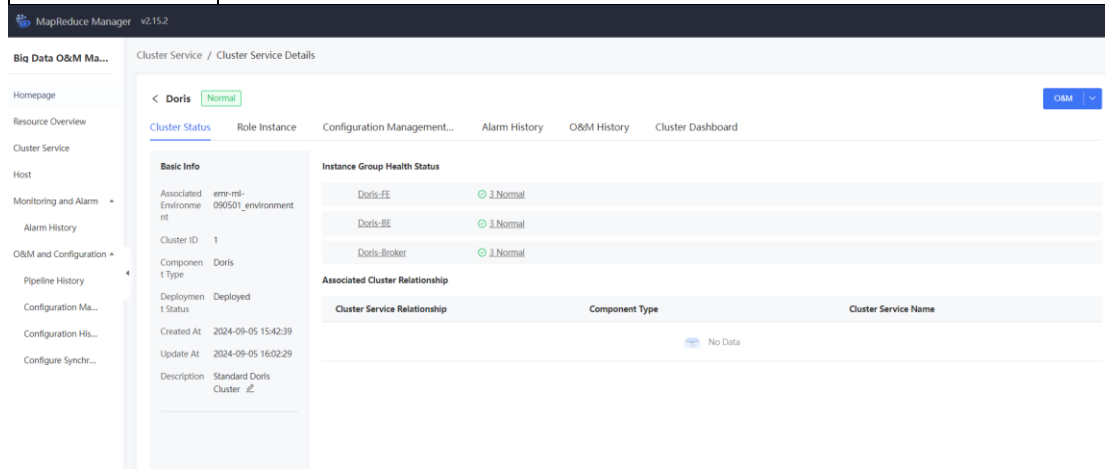 MapReduce Manager v2.15.2
Big Data O&M Ma...
Homepage
Resource Overview
Cluster Service
Host
Monitoring and Alarm
Alarm History
O&M and Configuration
Pipeline History
Configuration Ma...
Configuration His...
Configure Synchr...
Cluster Service / Cluster Service Details
Doris Normal
O&M
Cluster Status Role Instance Configuration Management... Alarm History O&M History Cluster Dashboard
Basic Info
Associated emr-ml-
Environme 090501_environment
nt
Cluster ID 1
Componen Doris
t Type
Deploymen Deployed
t Status
Created At 2024-09-05 15:42:39
Update At 2024-09-05 16:02:29
Description Standard Doris
Cluster
Instance Group Health Status
Doris-FE 3 Normal
Doris-BE 3 Normal
Doris-Broker 3 Normal
Associated Cluster Relationship
Cluster Service Relationship Component Type Cluster Service Name
No Data